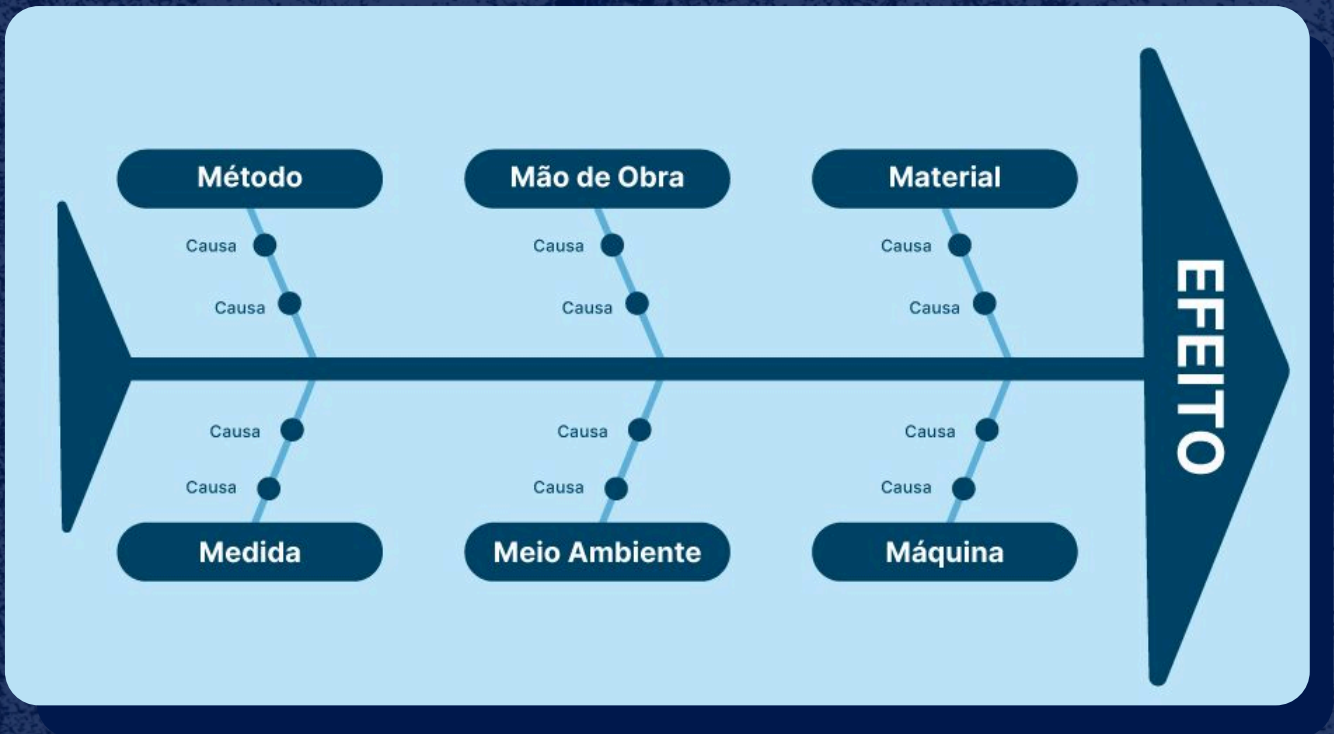 Método
Mão de Obra
Material
Causa
Causa
Causa
Causa
Causa
Causa
EFEITO
Causa
Causa
Causa
Causa
Causa
Causa
Medida
Meio Ambiente
Máquina